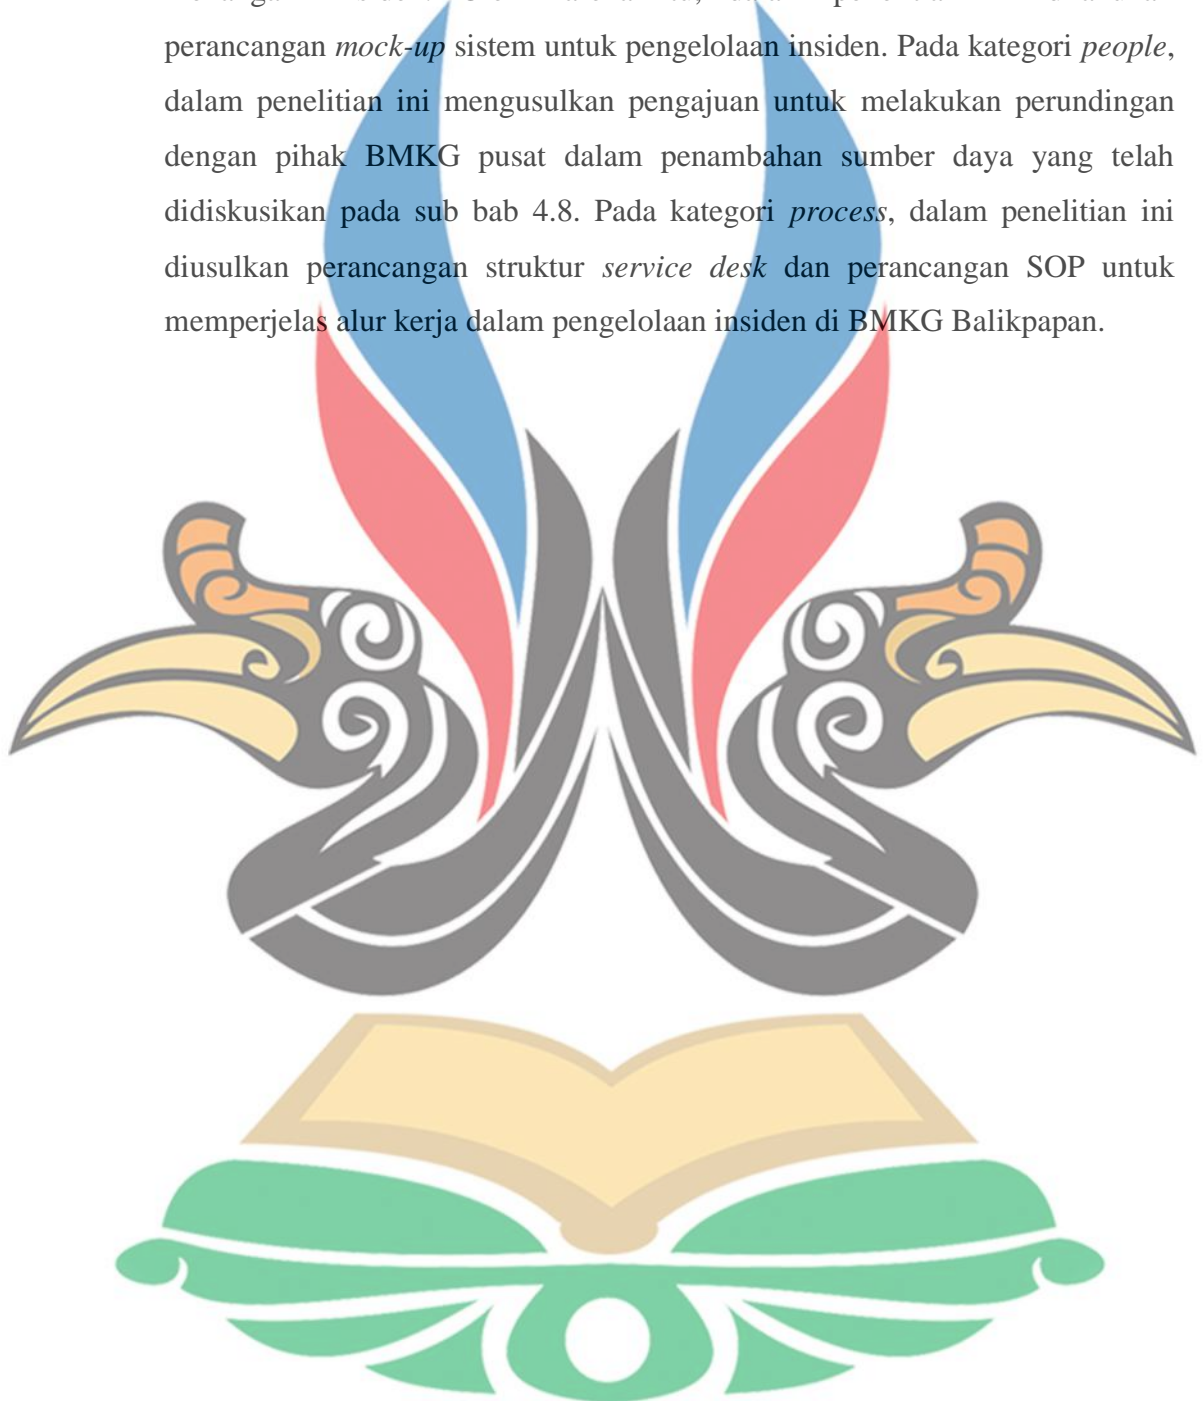 perancangan mock-up sistem untuk pengelolaan insiden. Pada kategori people,
dalam penelitian ini mengusulkan pengajuan untuk melakukan perundingan
dengan pihak BMKG pusat dalam penambahan sumber daya yang telah
didiskusikan pada sub bab 4.8. Pada kategori process, dalam penelitian ini
diusulkan perancangan struktur service desk dan perancangan SOP untuk
memperjelas alur kerja dalam pengelolaan insiden di BMKG Balikpapan.